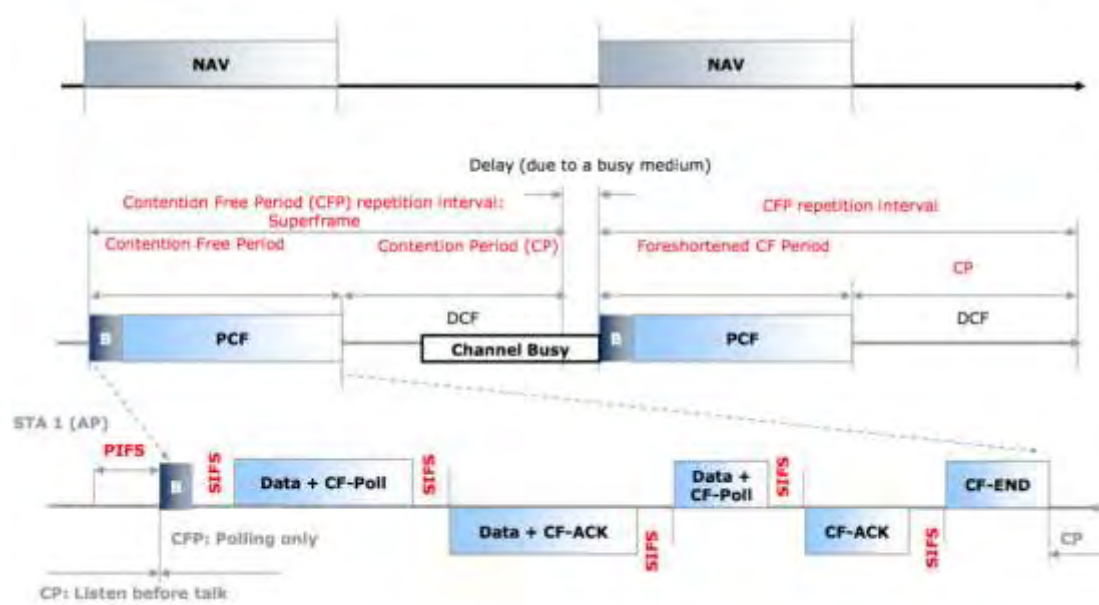 NAV
NAV
Delay (due to a busy medium)
Contention Free Period (CFP) repetition interval:
Superframe
CFP repetition interval
Contention Free Period
Contention Period (CP)
Foreshortened CF Period
CP
DCF
DCF
B
PCF
Channel Busy
B
PCF
STA 1 (AP)
PIFS
B
SIFS
Data + CF-Poll
SIFS
Data +
CF-Poll
SIFS
CF-END
Data + CF-ACK
SIFS
CF-ACK
SIFS
CFP: Polling only
CP
CP: Listen before talk